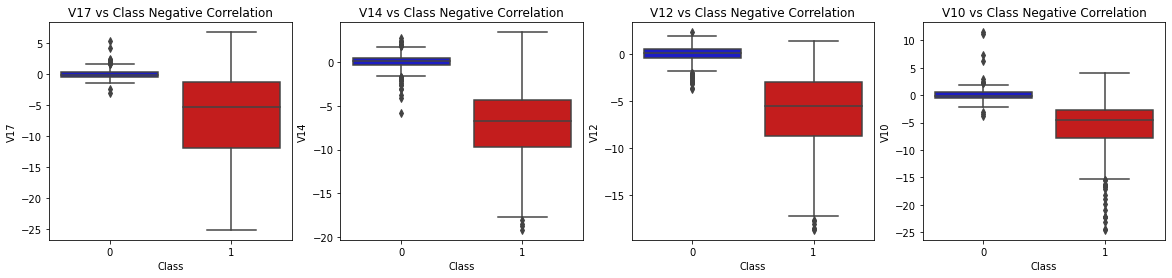 V17 vs Class Negative Correlation
V17
5
0
−5
−10
−15
−20
−25
0 1
Class
V14 vs Class Negative Correlation
V14
0
−5
−10
−15
−20
0 1
Class
V12 vs Class Negative Correlation
V12
0
−5
−10
−15
0 1
Class
V10 vs Class Negative Correlation
V10
10
5
0
−5
−10
−15
−20
−25
0 1
Class